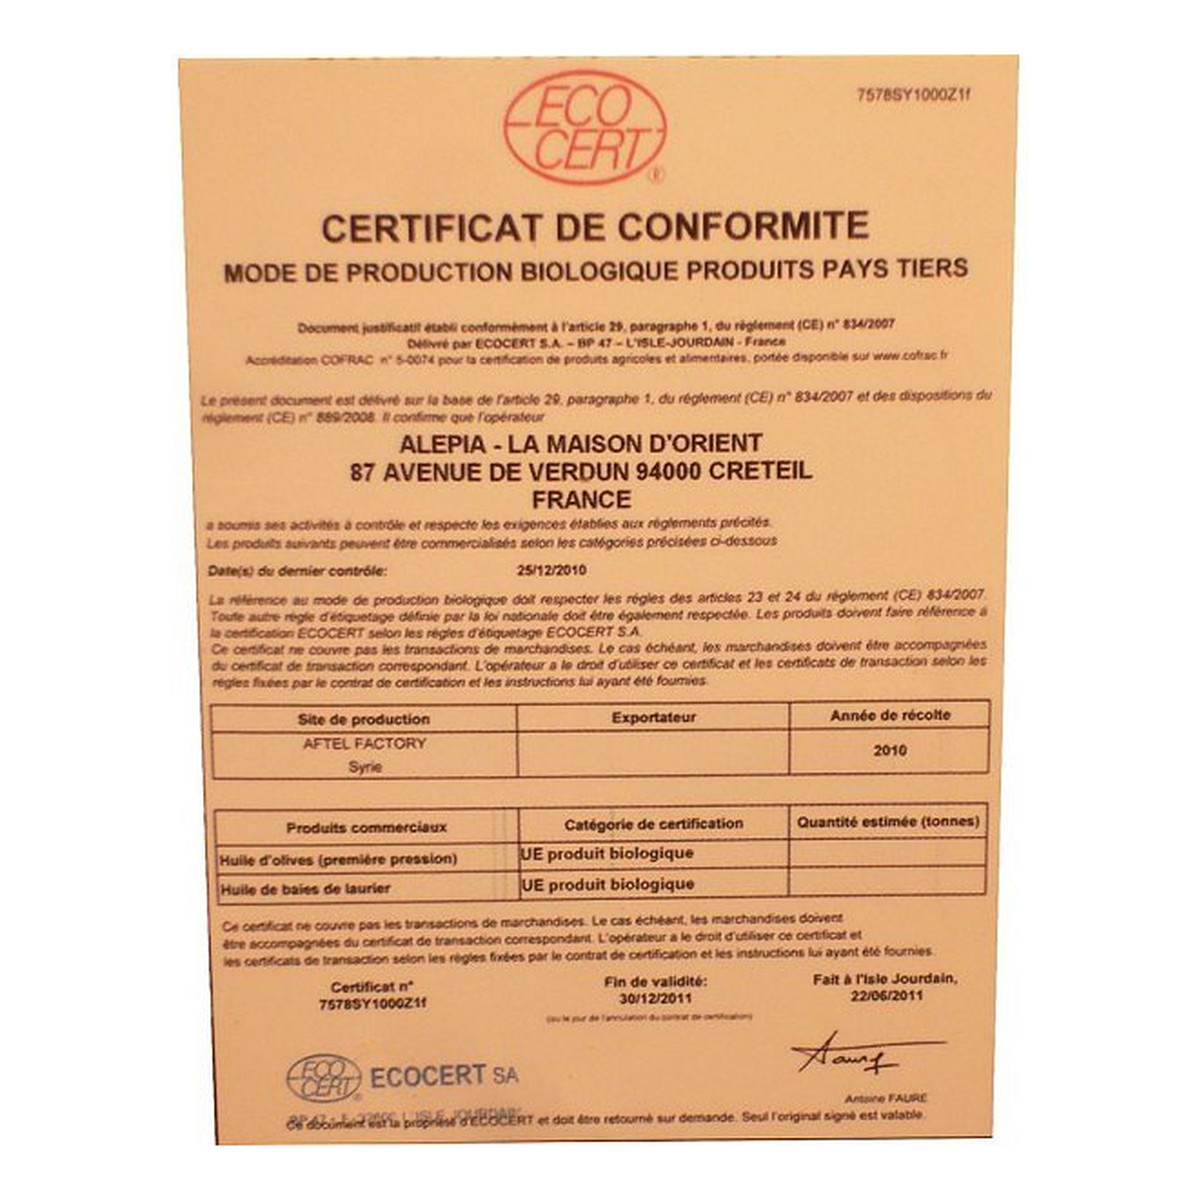 ECO
CERT
®
7578SY1000Z1f
CERTIFICAT DE CONFORMITE
MODE DE PRODUCTION BIOLOGIQUE PRODUITS PAYS TIERS
Document justificatif établi conformément à l'article 29, paragraphe 1, du règlement (CE) n° 834/2007
Délivré par ECOCERT S.A. – BP 47 – L'ISLE-JOURDAIN - France
Accréditation COFRAC n° 5-0074 pour la certification de produits agricoles et alimentaires, portée disponible sur www.cofrac.fr
Le présent document est délivré sur la base de l'article 29, paragraphe 1, du règlement (CE) n° 834/2007 et des dispositions du
règlement (CE) n° 889/2008. Il confirme que l'opérateur
ALEPIA - LA MAISON D'ORIENT
87 AVENUE DE VERDUN 94000 CRETEIL
FRANCE
a soumis ses activités à contrôle et respecte les exigences établies aux règlements précités.
Les produits suivants peuvent être commercialisés selon les catégories précisées ci-dessous
Date(s) du dernier contrôle: 25/12/2010
La référence au mode de production biologique doit respecter les règles des articles 23 et 24 du règlement (CE) 834/2007.
Toute autre règle d'étiquetage définie par la loi nationale doit être également respectée. Les produits doivent faire référence à
la certification ECOCERT selon les règles d'étiquetage ECOCERT S.A.
Ce certificat ne couvre pas les transactions de marchandises. Le cas échéant, les marchandises doivent être accompagnées
du certificat de transaction correspondant. L'opérateur a le droit d'utiliser ce certificat et les certificats de transaction selon les
règles fixées par le contrat de certification et les instructions lui ayant été fournies.
Site de production Exportateur Année de récolte
AFTEL FACTORY
Syrie
2010
Produits commerciaux Catégorie de certification Quantité estimée (tonnes)
Huile d'olives (première pression) UE produit biologique
Huile de baies de laurier UE produit biologique
Ce certificat ne couvre pas les transactions de marchandises. Le cas échéant, les marchandises doivent
être accompagnées du certificat de transaction correspondant. L'opérateur a le droit d'utiliser ce certificat et
les certificats de transaction selon les règles fixées par le contrat de certification et les instructions lui ayant été fournies.
Certificat n° Fin de validité: Fait à l'Isle Jourdain,
7578SY1000Z1f 30/12/2011 22/06/2011
(ou le jour de l'annulation du contrat de certification)
ECO
CERT
®
ECOCERT SA
Antoine FAURE
BP 47 - F - L'ISLE JOURDAIN
Ce document est la propriété d'ECOCERT et doit être retourné sur demande. Seul l'original signé est valable.